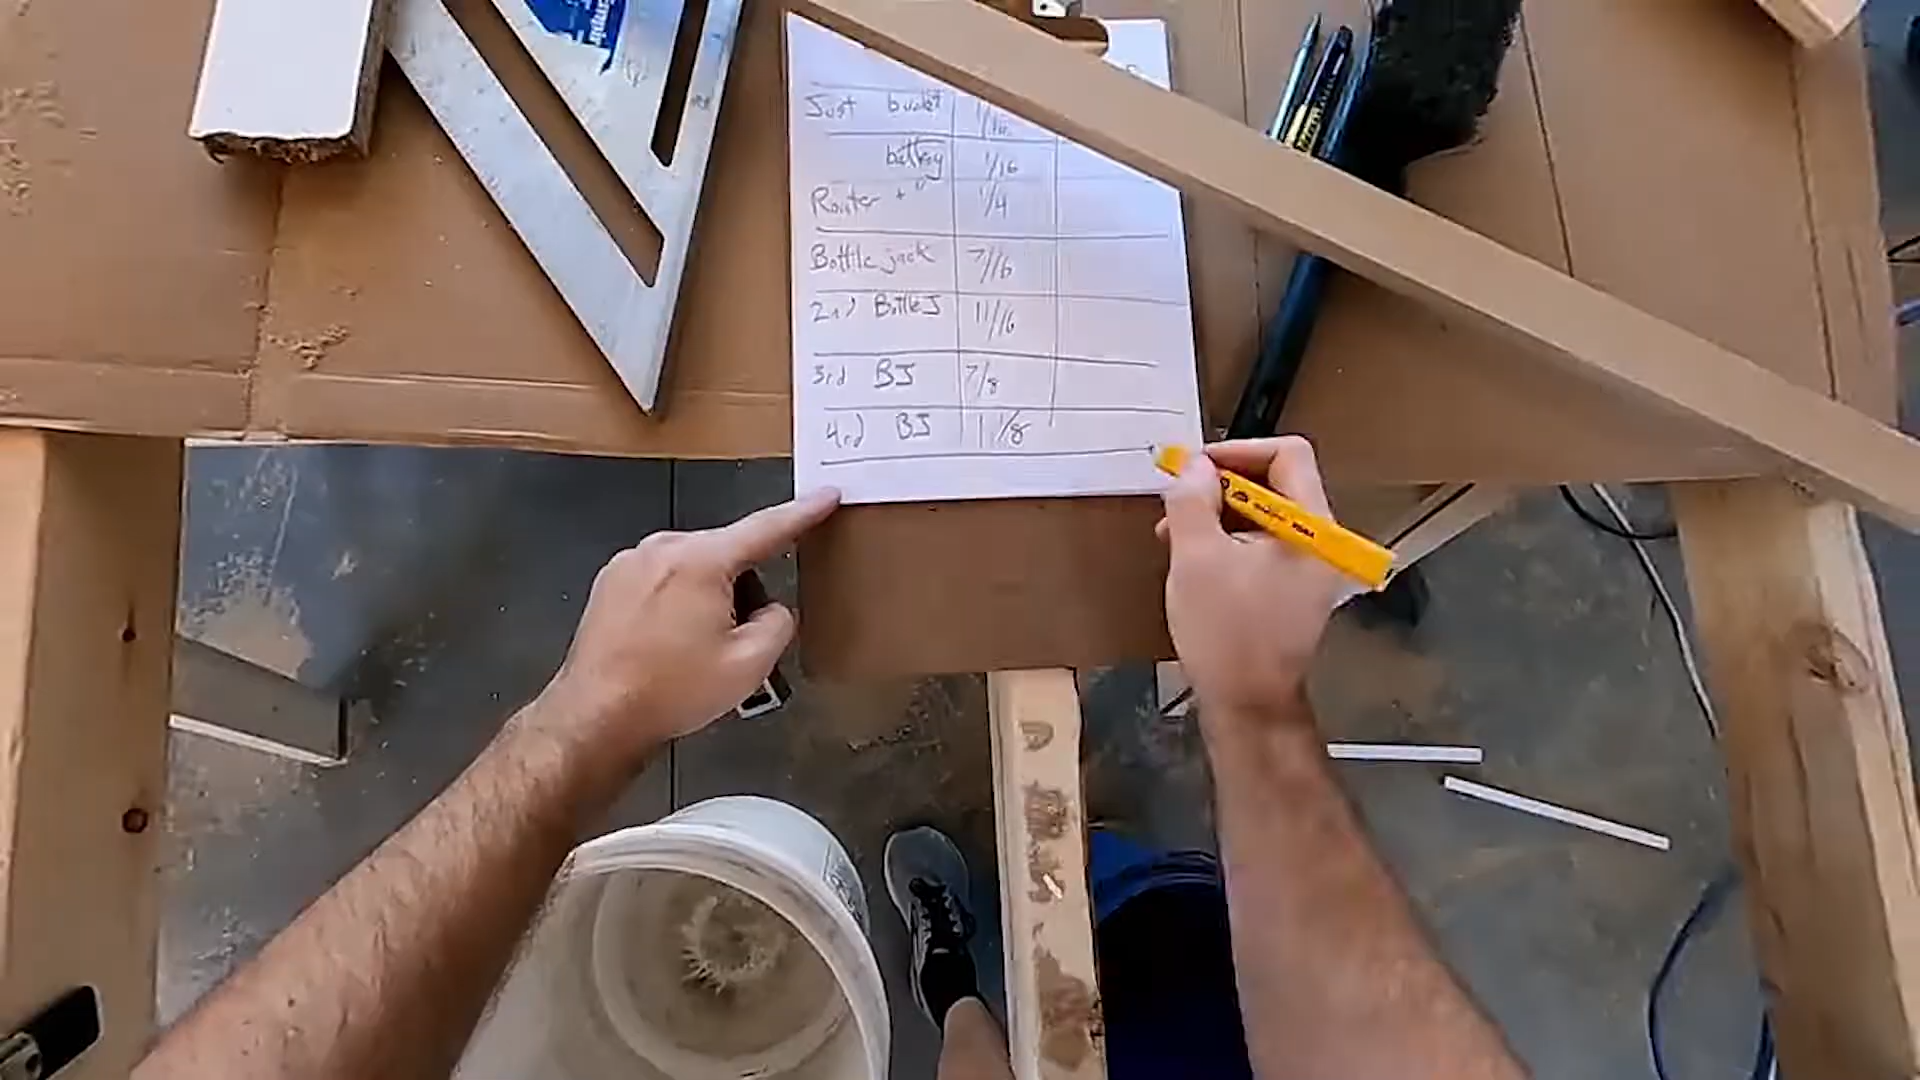 Just bucket 1/16
battery 1/16
Router + " 1/4
Bottle jack 7/16
2nd Bottle J 11/16
3rd BJ 7/8
4rd BJ 1 1/8